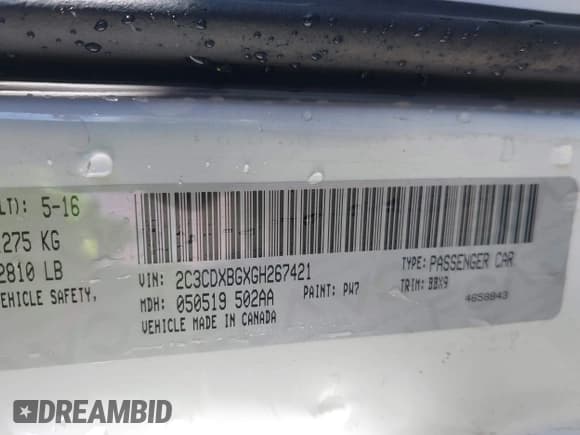 LT): 5-16
275 KG
2810 LB
EHICLE SAFETY,
VIN: 2C3CDXBGXGH267421
TYPE: PASSENGER CAR
MDH: 050519 502AA
PAINT: PW7
TRIM: BBX9
VEHICLE MADE IN CANADA
4658843
DREAMBID